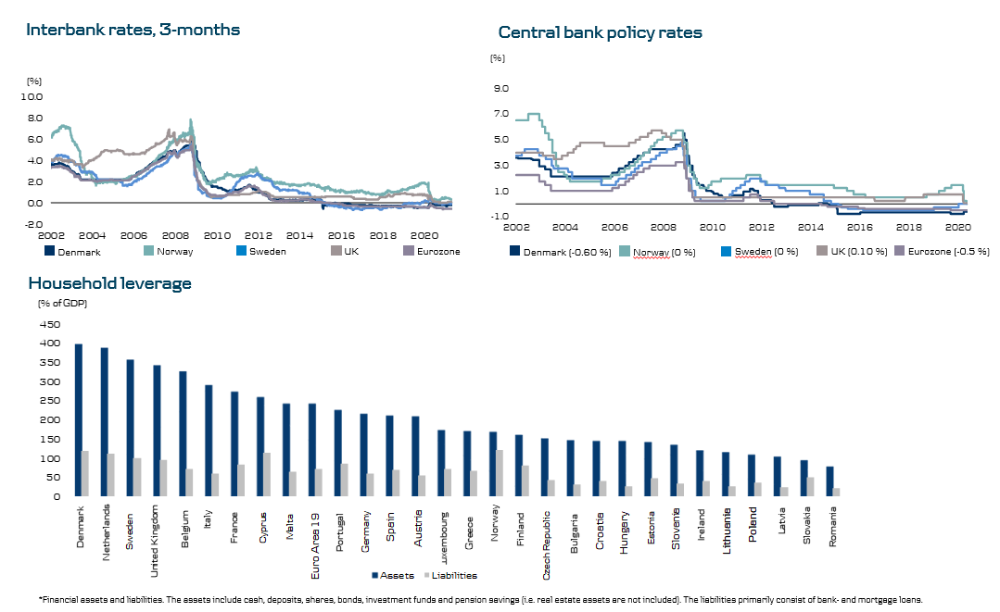 Interbank rates, 3-months
(%)
10.0
8.0
6.0
4.0
2.0
0.0
-2.0
2002 2004 2006 2008 2010 2012 2014 2016 2018 2020
Denmark Norway Sweden UK Eurozone
Central bank policy rates
(%)
9.0
7.0
5.0
3.0
1.0
-1.0
2002 2004 2006 2008 2010 2012 2014 2016 2018 2020
Denmark (-0.60 %) Norway (0 %) Sweden (0 %) UK (0.10 %) Eurozone (-0.5 %)
Household leverage
(% of GDP)
450
400
350
300
250
200
150
100
50
0
Denmark
Netherlands
Sweden
United Kingdom
Belgium
Italy
France
Cyprus
Malta
Euro Area 19
Portugal
Germany
Spain
Austria
uxembourg
Greece
Norway
Finland
Czech Republic
Bulgaria
Croatia
Hungary
Estonia
Slovenia
Ireland
Lithuania
Poland
Latvia
Slovakia
Romania
Assets Liabilities
*Financial assets and liabilities. The assets include cash, deposits, shares, bonds, investment funds and pension savings (i.e. real estate assets are not included). The liabilities primarily consist of bank- and mortgage loans.